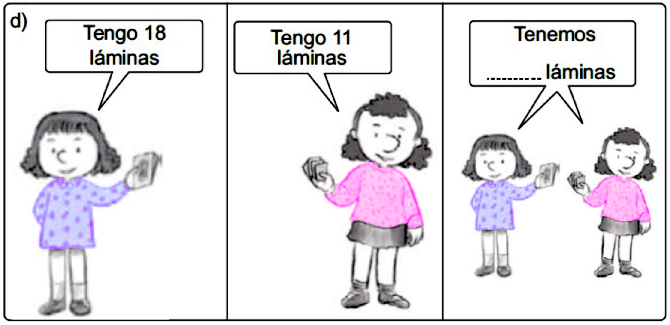 d)
Tengo 18
láminas
Tengo 11
láminas
Tenemos
.......... láminas